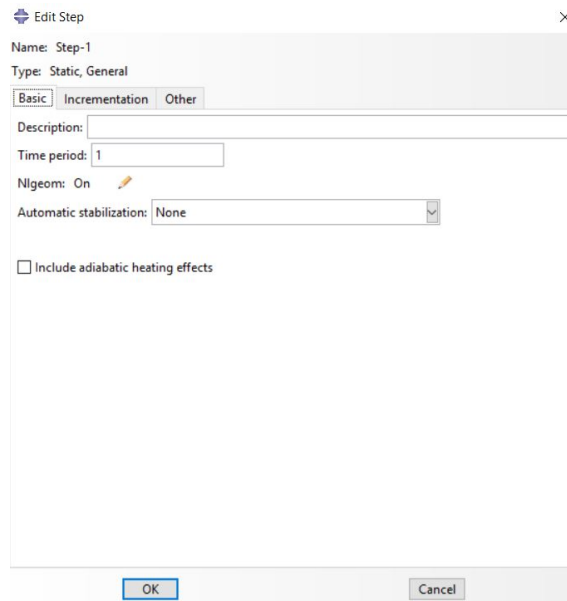 Edit Step
Name: Step-1
Type: Static, General
Basic Incrementation Other
Description:
Time period: 1
Nlgeom: On
Automatic stabilization: None
Include adiabatic heating effects
OK Cancel